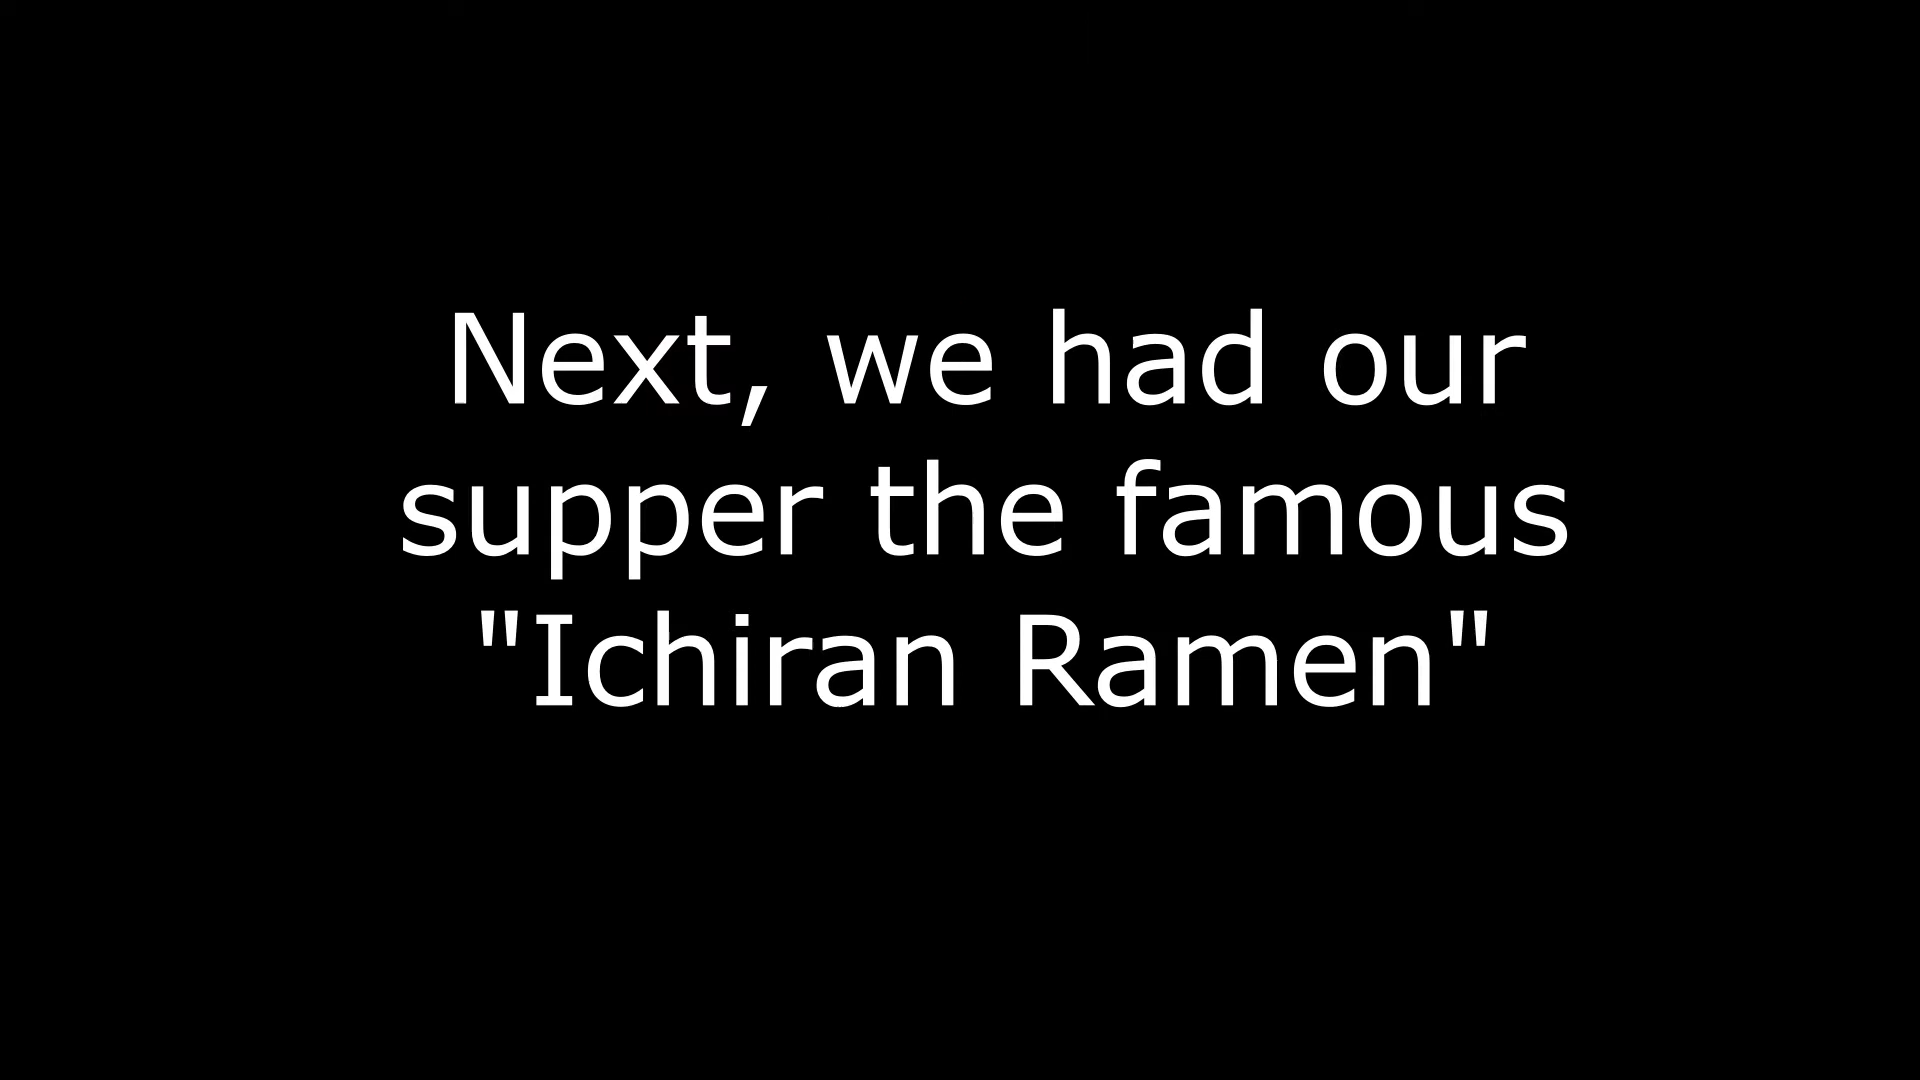 Next, we had our
supper the famous
"Ichiran Ramen"